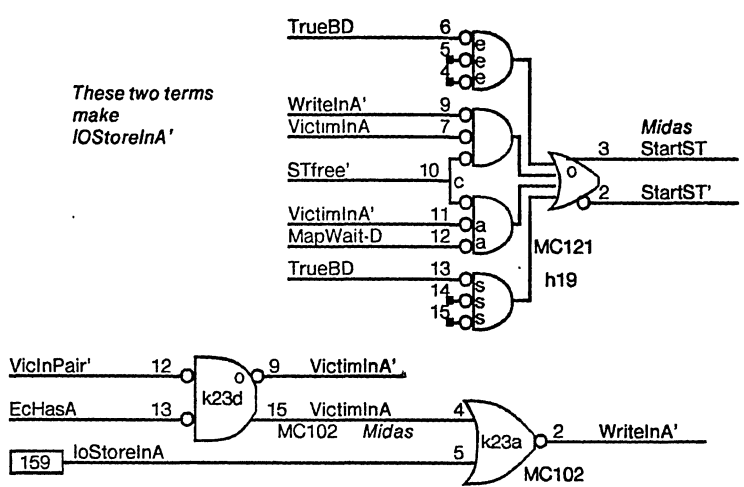 TrueBD 6
5
4
e
e
e
These two terms
make
IOStoreInA'
WriteInA' 9
VictimInA 7
STfree' 10
c
VictimInA' 11
a
MapWait-D 12
a
TrueBD 13
14
15
s
s
s
o
Midas
3 StartST
2 StartST'
MC121
h19
VicInPair' 12
EcHasA 13
o
k23d
9 VictimInA'
15 VictimInA 4
MC102 Midas
159 IoStoreInA 5
k23a
2 WriteInA'
MC102